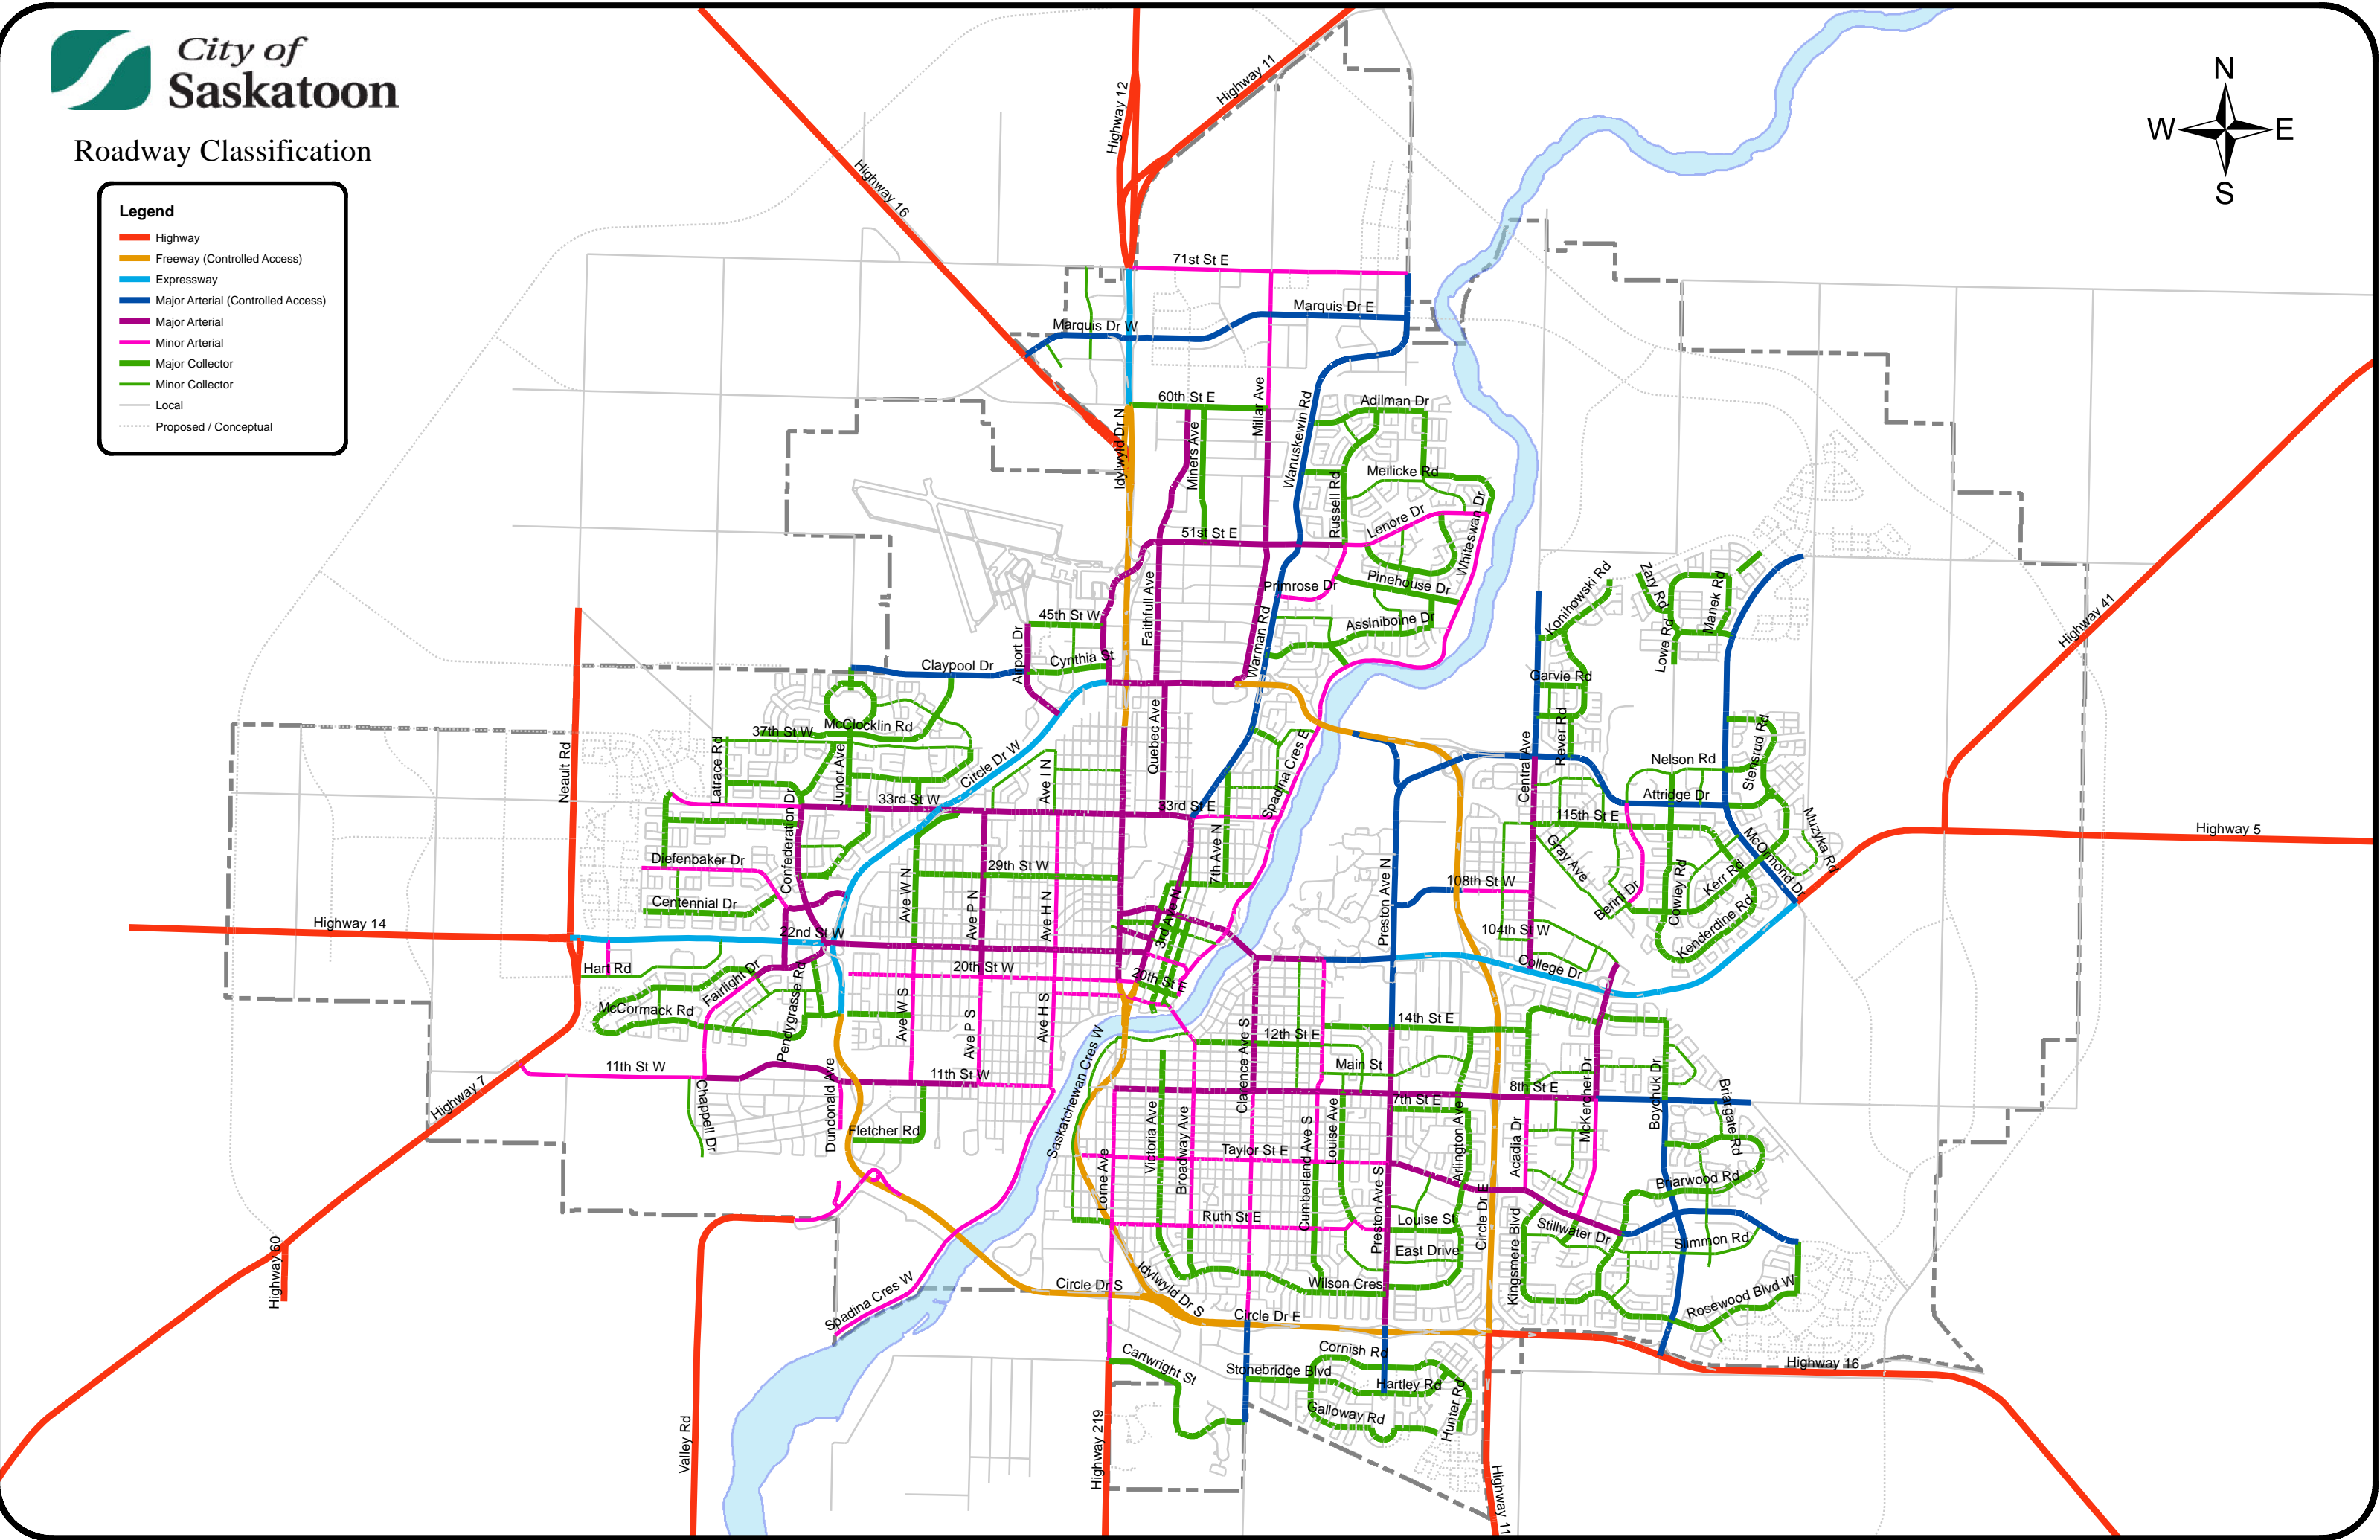 City of
Saskatoon
Roadway Classification
Legend
Highway
Freeway (Controlled Access)
Expressway
Major Arterial (Controlled Access)
Major Arterial
Minor Arterial
Major Collector
Minor Collector
Local
Proposed / Conceptual
N
W
E
S
Highway 12
Highway 11
Highway 16
71st St E
Marquis Dr E
Marquis Dr W
60th St E
Idylwyld Dr N
Miners Ave
Millar Ave
Wanuskewin Rd
Adilman Dr
Meilicke Rd
Russell Rd
Lenore Dr
Whiteswan Dr
51st St E
Primrose Dr
Pinehouse Dr
Assiniboine Dr
Faithfull Ave
Warman Rd
45th St W
Airport Dr
Cynthia St
Claypool Dr
Konihowski Rd
Zary Rd
Manek Rd
Lowe Rd
Garvie Rd
Highway 41
McClocklin Rd
37th St W
Latrace Rd
Junor Ave
Circle Dr W
Ave I N
Quebec Ave
Spadina Cres E
Central Ave
Rever Rd
Nelson Rd
Stensrud Rd
Attridge Dr
Neault Rd
33rd St W
33rd St E
115th St E
Muzyka Rd
McOrmond Dr
Highway 5
Confederation Dr
Diefenbaker Dr
29th St W
7th Ave N
Gray Ave
Berini Dr
Cowley Rd
Kerr Rd
Kenderdine Rd
108th St W
Centennial Dr
Ave W N
Ave P N
Ave H N
3rd Ave N
Preston Ave N
104th St W
Highway 14
22nd St W
20th St W
20th St E
College Dr
Hart Rd
Fairlight Dr
McCormack Rd
Pendygrasse Rd
Ave W S
Ave P S
Ave H S
14th St E
12th St E
Clarence Ave S
Main St
11th St W
11th St W
8th St E
7th St E
Highway 7
Chappell Dr
Dundonald Ave
Fletcher Rd
Saskatchewan Cres W
Lorne Ave
Victoria Ave
Broadway Ave
Taylor St E
Cumberland Ave S
Louise Ave
Preston Ave S
Arlington Ave
Acadia Dr
McKercher Dr
Boychuk Dr
Briargate Rd
Briarwood Rd
Ruth St E
Louise St
East Drive
Circle Dr E
Kingsmere Blvd
Stillwater Dr
Slimmon Rd
Wilson Cres
Rosewood Blvd W
Highway 60
Spadina Cres W
Circle Dr S
Idylwyld Dr S
Circle Dr E
Highway 16
Cartwright St
Cornish Rd
Stonebridge Blvd
Hartley Rd
Galloway Rd
Hunter Rd
Valley Rd
Highway 219
Highway 11